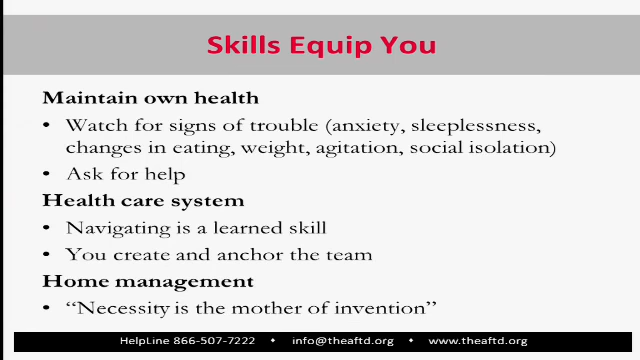 Skills Equip You
Maintain own health
• Watch for signs of trouble (anxiety, sleeplessness,
changes in eating, weight, agitation, social isolation)
• Ask for help
Health care system
• Navigating is a learned skill
• You create and anchor the team
Home management
• “Necessity is the mother of invention”
HelpLine 866-507-7222 • info@theaftd.org • www.theaftd.org